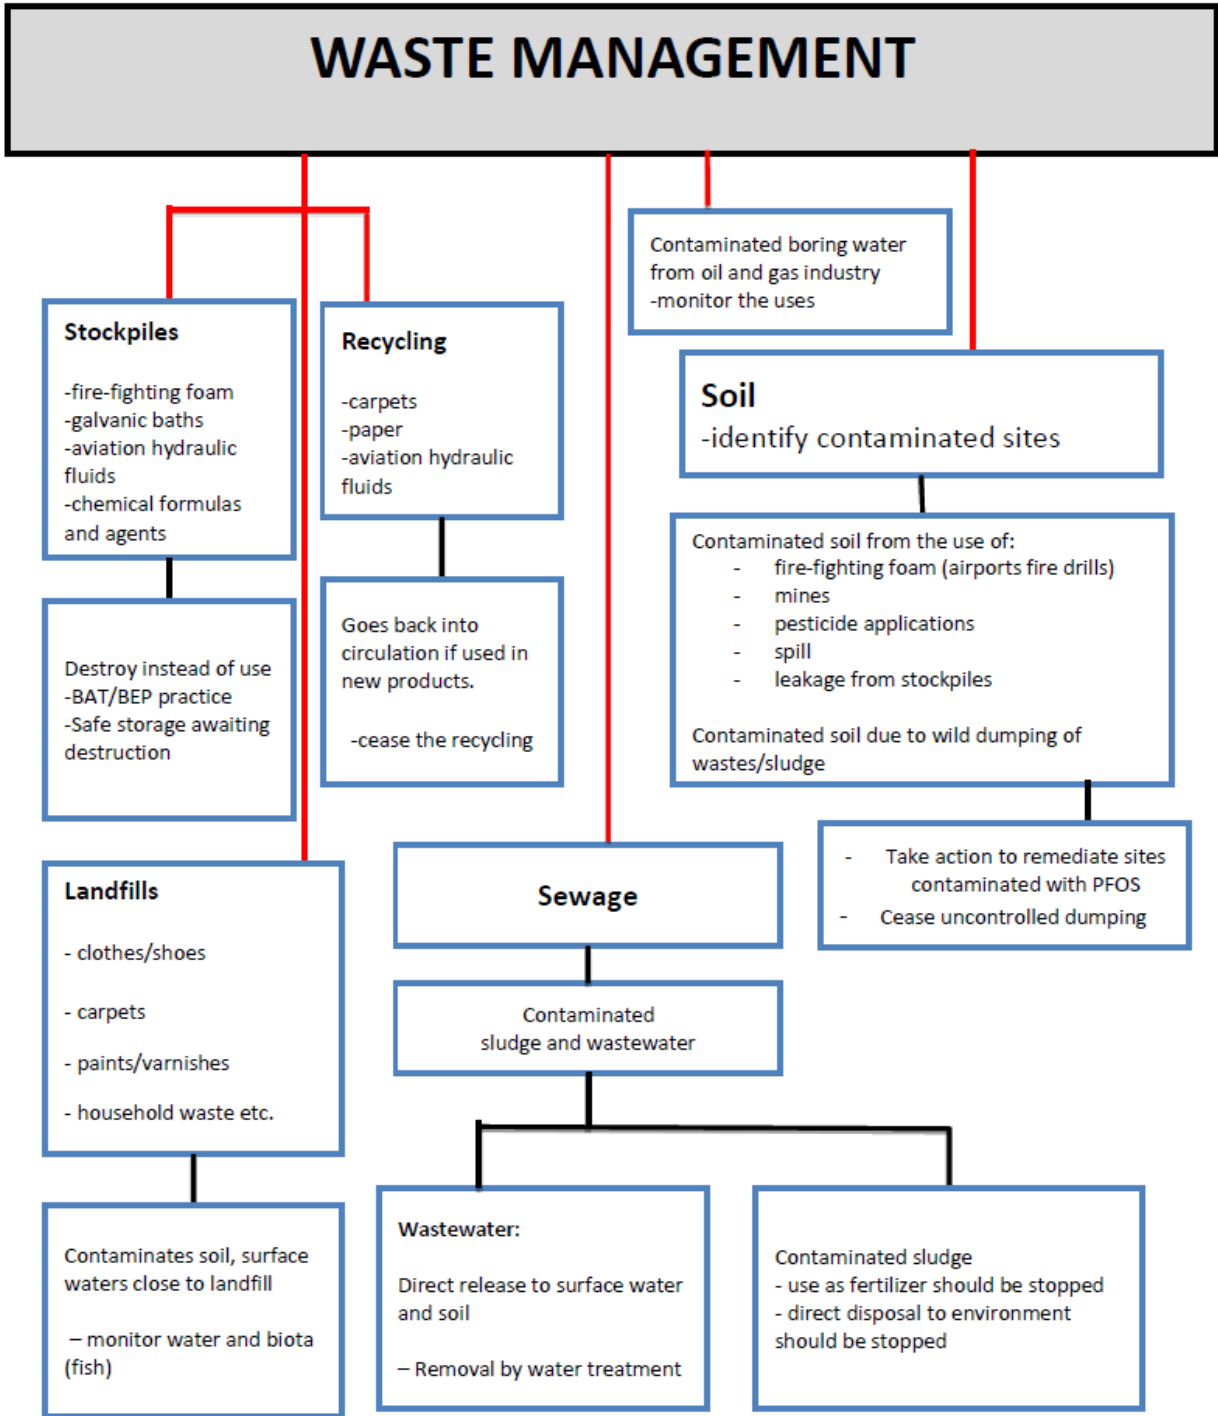 WASTE MANAGEMENT
Contaminated boring water
from oil and gas industry
-monitor the uses
Stockpiles
-fire-fighting foam
-galvanic baths
-aviation hydraulic
fluids
-chemical formulas
and agents
Recycling
-carpets
-paper
-aviation hydraulic
fluids
Soil
-identify contaminated sites
Contaminated soil from the use of:
- fire-fighting foam (airports fire drills)
- mines
- pesticide applications
- spill
- leakage from stockpiles
Contaminated soil due to wild dumping of
wastes/sludge
Destroy instead of use
-BAT/BEP practice
-Safe storage awaiting
destruction
Goes back into
circulation if used in
new products.
-cease the recycling
- Take action to remediate sites
contaminated with PFOS
- Cease uncontrolled dumping
Landfills
- clothes/shoes
- carpets
- paints/varnishes
- household waste etc.
Sewage
Contaminated
sludge and wastewater
Contaminates soil, surface
waters close to landfill
– monitor water and biota
(fish)
Wastewater:
Direct release to surface water
and soil
– Removal by water treatment
Contaminated sludge
- use as fertilizer should be stopped
- direct disposal to environment
should be stopped